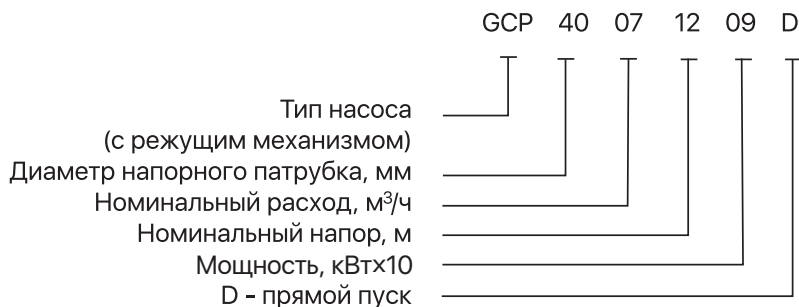 GCP 40 07 12 09 D
Тип насоса
(с режущим механизмом)
Диаметр напорного патрубка, мм
Номинальный расход, м³/ч
Номинальный напор, м
Мощность, кВт×10
D - прямой пуск